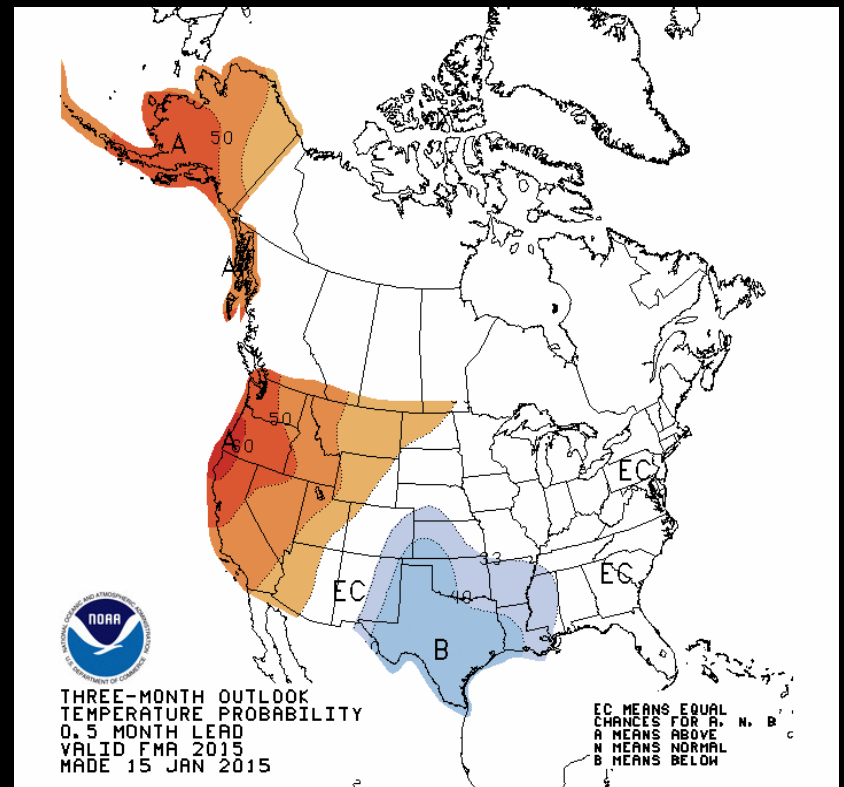 A
50
A
50
A
60
EC
33
EC
EC
40
B
NATIONAL OCEANIC AND ATMOSPHERIC ADMINISTRATION
NOAA
U.S. DEPARTMENT OF COMMERCE
THREE-MONTH OUTLOOK
TEMPERATURE PROBABILITY
0.5 MONTH LEAD
VALID FMA 2015
MADE 15 JAN 2015
EC MEANS EQUAL
CHANCES FOR A, N, B
A MEANS ABOVE
N MEANS NORMAL
B MEANS BELOW